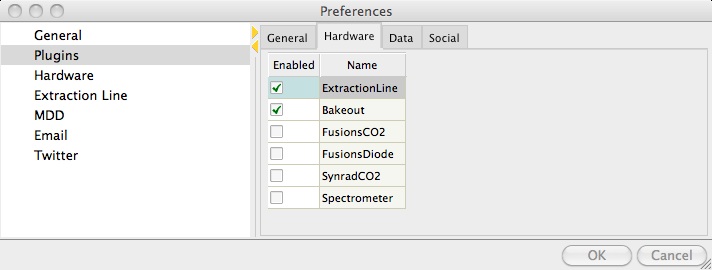 Preferences
General
Plugins
Hardware
Extraction Line
MDD
Email
Twitter
General Hardware Data Social
Enabled Name
ExtractionLine
Bakeout
FusionsCO2
FusionsDiode
SynradCO2
Spectrometer
OK Cancel